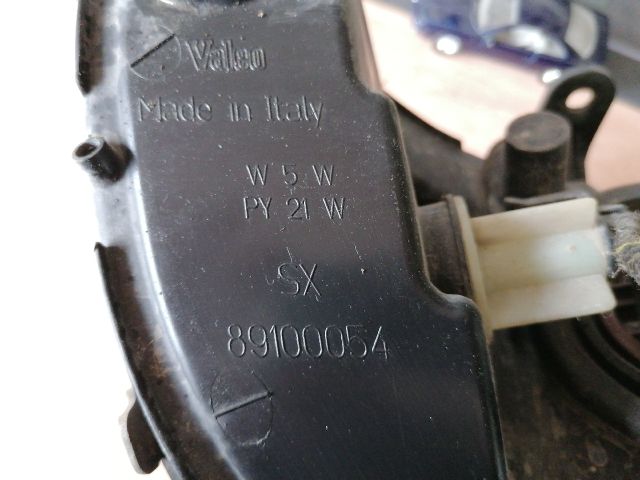 Valeo
Made in Italy
W 5 W
PY 21 W
SX
89100054